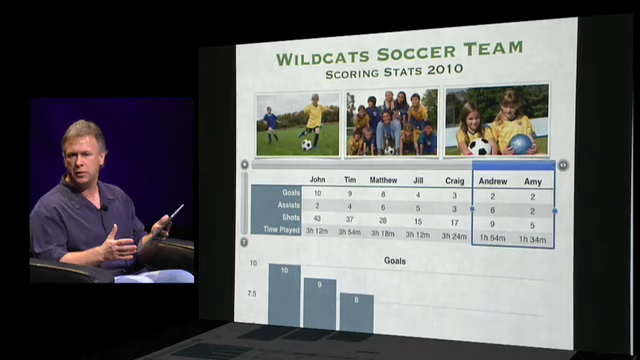 WILDCATS SOCCER TEAM
SCORING STATS 2010
John Tim Matthew Jill Craig Andrew Amy
Goals 10 9 8 4 3 2 2
Assists 2 4 6 5 3 6 2
Shots 43 37 28 15 17 9 5
Time Played 3h 12m 3h 54m 3h 18m 3h 12m 3h 24m 1h 54m 1h 34m
Goals
10
10
9
8
7.5